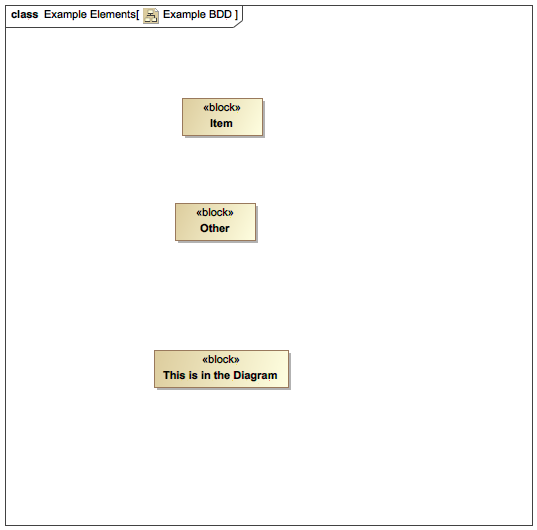 class Example Elements[ Example BDD ]
«block»
Item
«block»
Other
«block»
This is in the Diagram